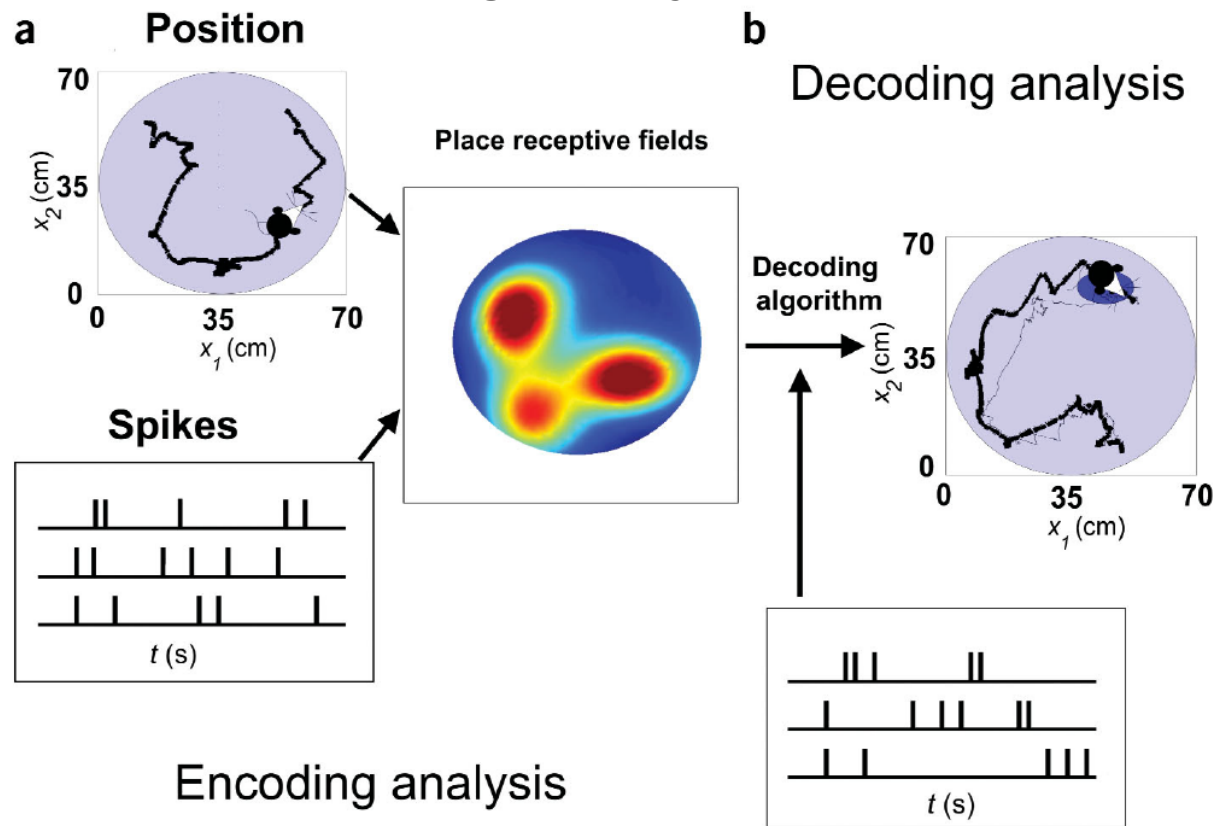 a
Position
70
35
0
x2 (cm)
0 35 70
x1 (cm)
Spikes
t (s)
Encoding analysis
Place receptive fields
b
Decoding analysis
Decoding
algorithm
70
35
0
x2 (cm)
0 35 70
x1 (cm)
t (s)